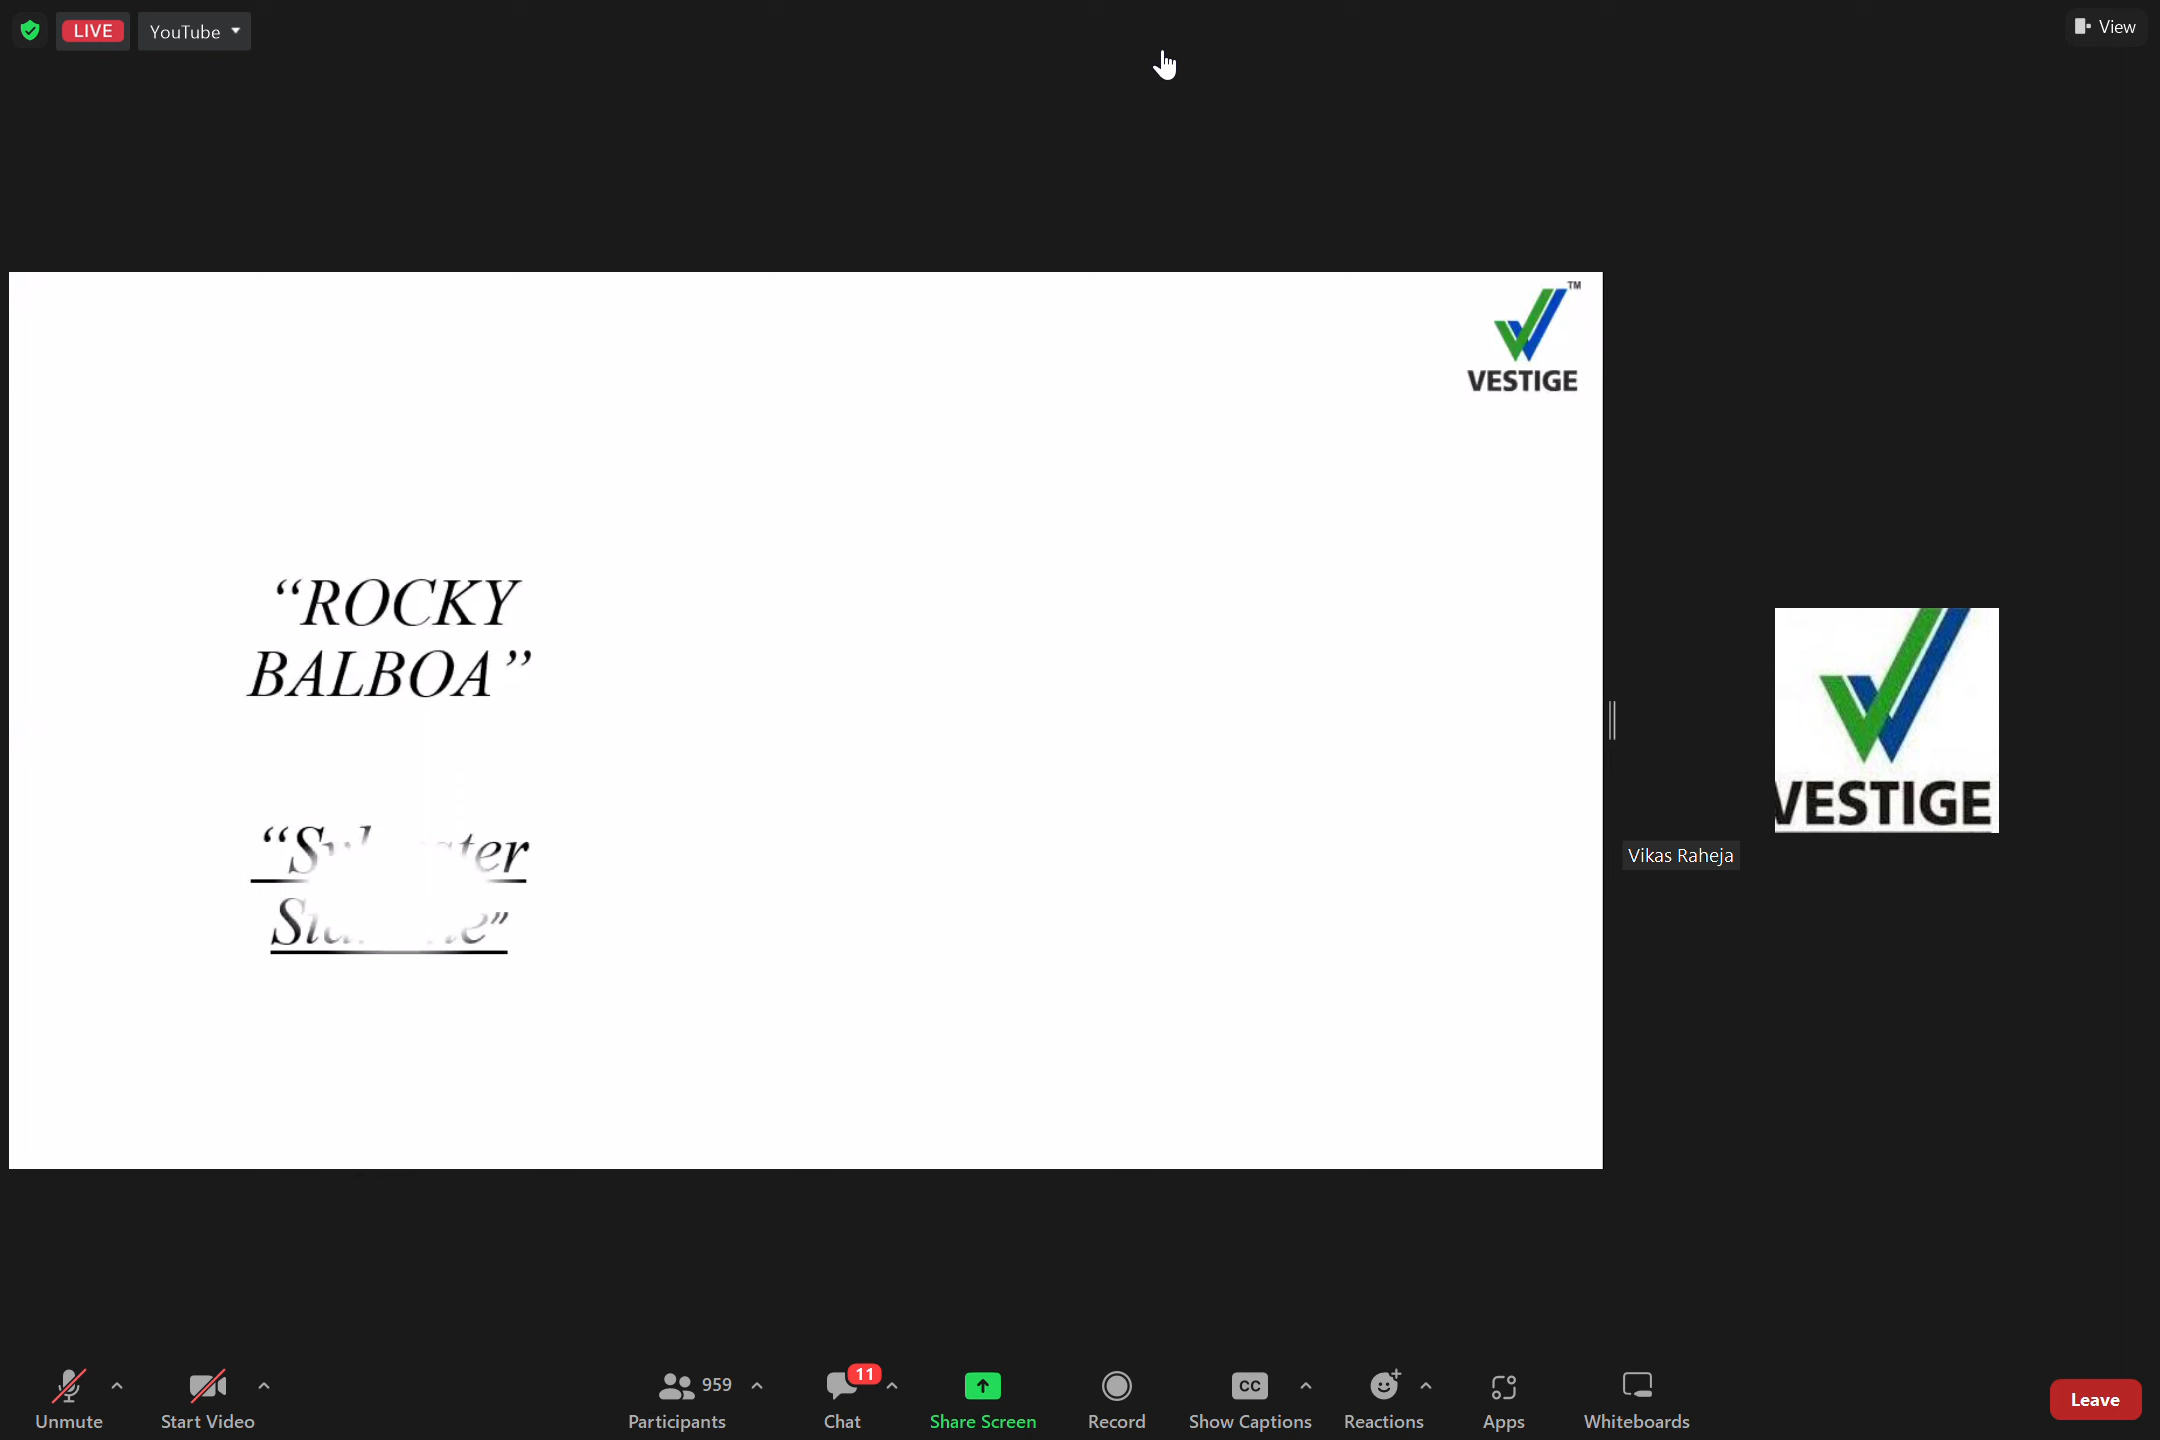 LIVE
YouTube
View
TM
VESTIGE
“ROCKY
BALBOA”
VESTIGE
Vikas Raheja
Unmute
Start Video
959
Participants
11
Chat
Share Screen
Record
CC
Show Captions
Reactions
Apps
Whiteboards
Leave